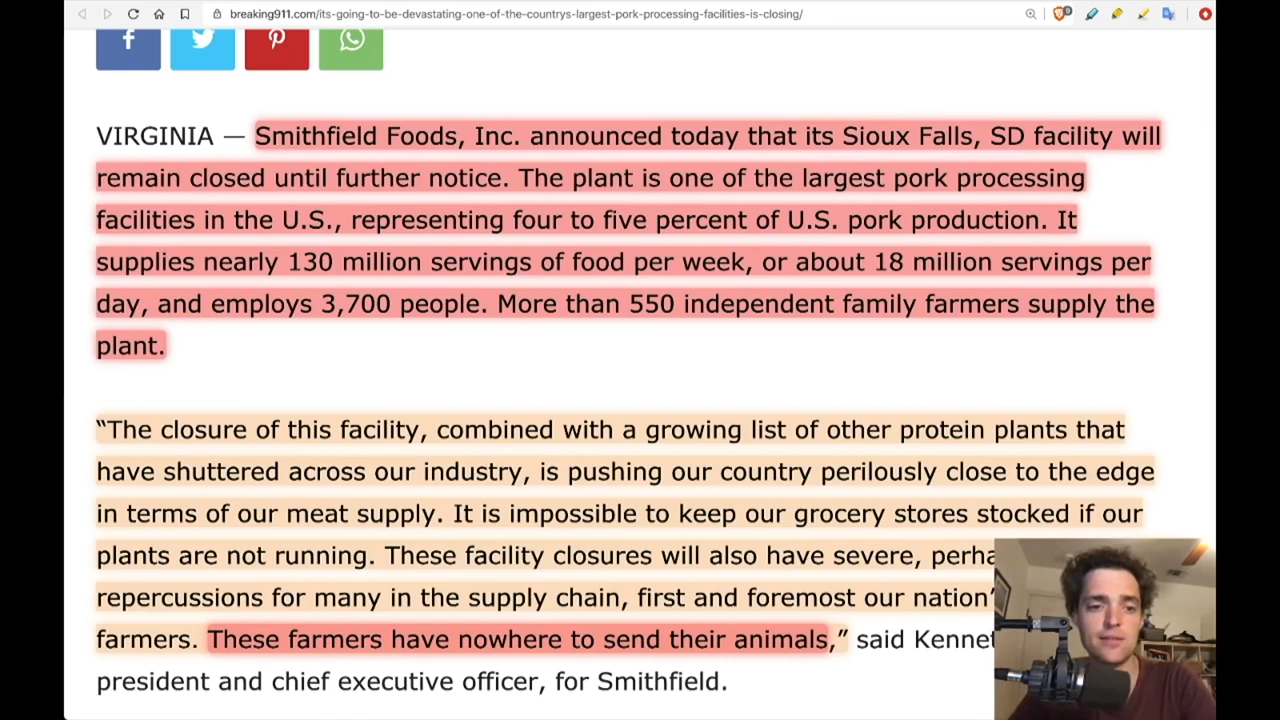 breaking911.com/its-going-to-be-devastating-one-of-the-countrys-largest-pork-processing-facilities-is-closing/
VIRGINIA — Smithfield Foods, Inc. announced today that its Sioux Falls, SD facility will
remain closed until further notice. The plant is one of the largest pork processing
facilities in the U.S., representing four to five percent of U.S. pork production. It
supplies nearly 130 million servings of food per week, or about 18 million servings per
day, and employs 3,700 people. More than 550 independent family farmers supply the
plant.
“The closure of this facility, combined with a growing list of other protein plants that
have shuttered across our industry, is pushing our country perilously close to the edge
in terms of our meat supply. It is impossible to keep our grocery stores stocked if our
plants are not running. These facility closures will also have severe,
repercussions for many in the supply chain, first and foremost our nation’
farmers. These farmers have nowhere to send their animals,” said
president and chief executive officer, for Smithfield.